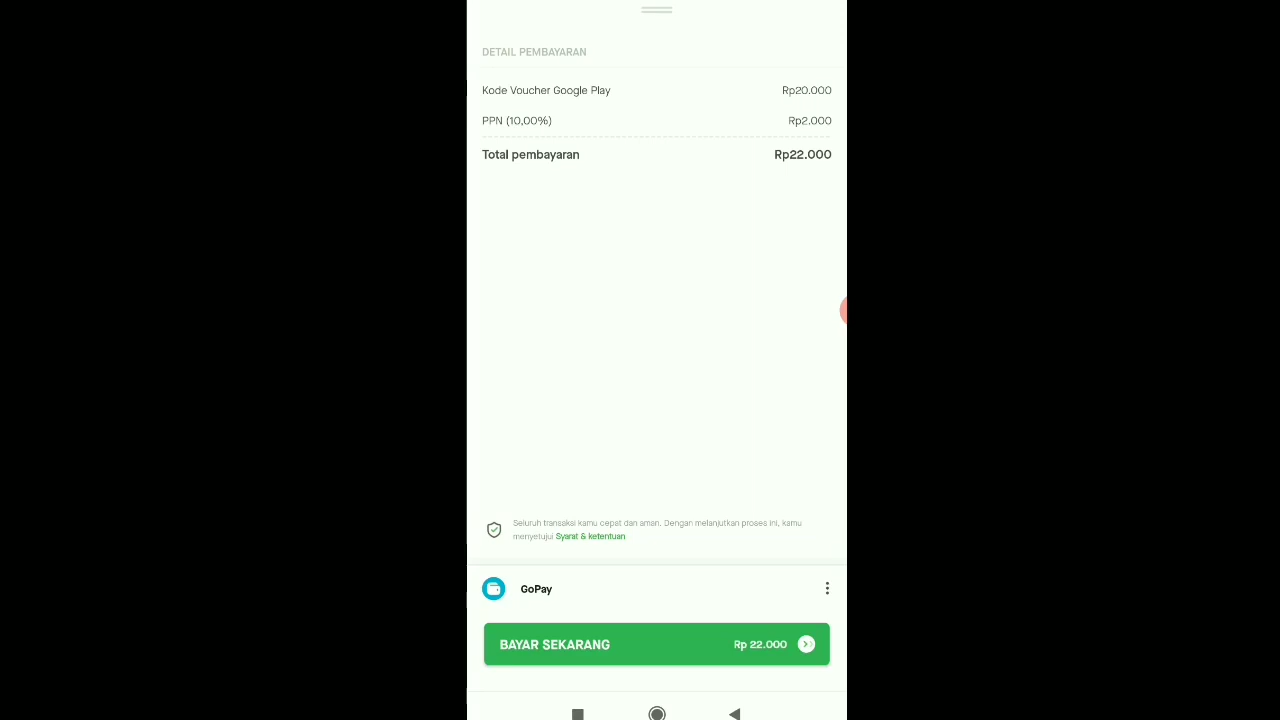 DETAIL PEMBAYARAN
Kode Voucher Google Play Rp20.000
PPN (10,00%) Rp2.000
Total pembayaran Rp22.000
Seluruh transaksi kamu cepat dan aman. Dengan melanjutkan proses ini, kamu
menyetujui Syarat & ketentuan
GoPay
BAYAR SEKARANG Rp 22.000